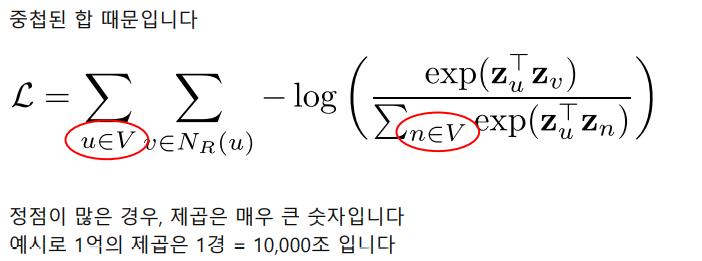 중첩된 합 때문입니다
$\mathcal{L} = \sum_{u \in V} \sum_{v \in N_R(u)} -\log\left(\frac{\exp(\mathbf{z}_u^\top \mathbf{z}_v)}{\sum_{n \in V} \exp(\mathbf{z}_u^\top \mathbf{z}_n)}\right)$
정점이 많은 경우, 제곱은 매우 큰 숫자입니다
예시로 1억의 제곱은 1경 = 10,000조 입니다